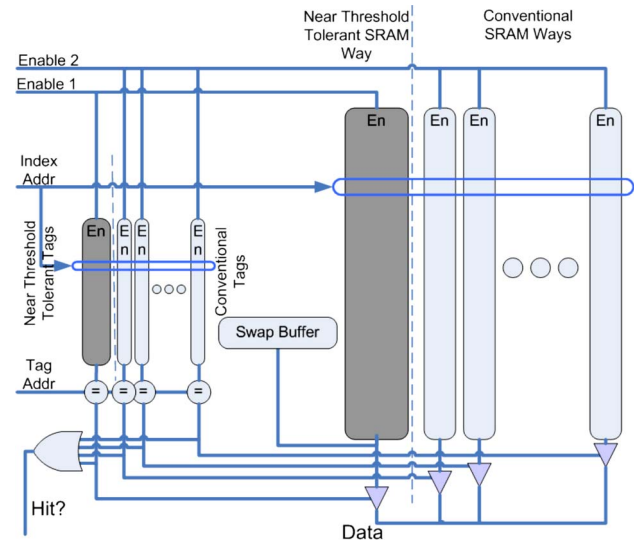 Near Threshold
Tolerant SRAM
Way
Conventional
SRAM Ways
Enable 2
Enable 1
En
En
En
En
Index
Addr
Near Threshold
Tolerant Tags
En
E
n
E
n
E
n
Conventional
Tags
Swap Buffer
Tag
Addr
=
=
=
=
Hit?
Data